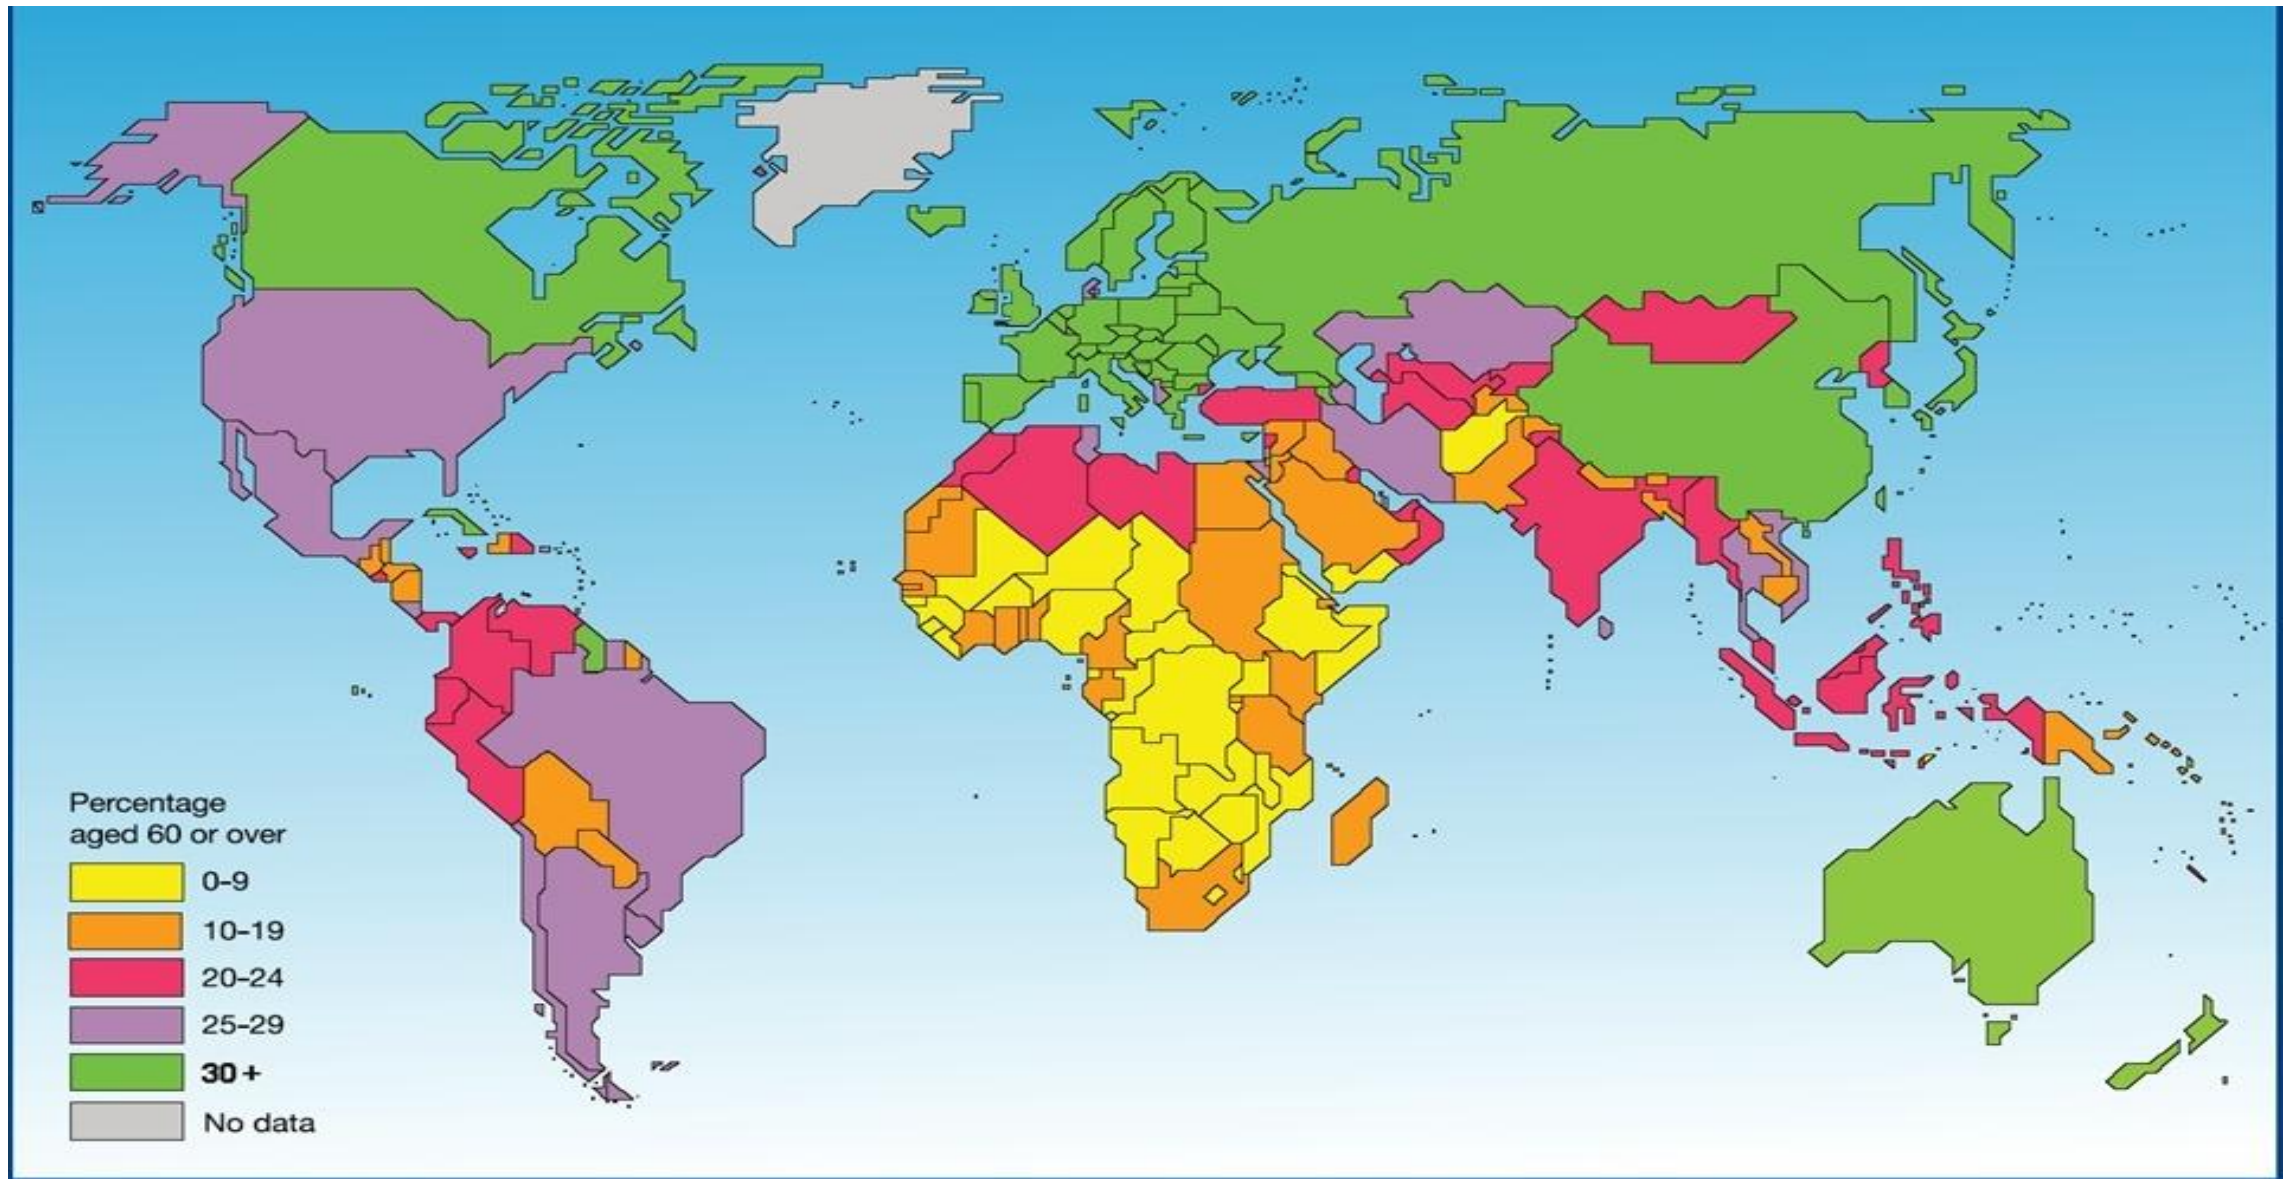 Percentage
aged 60 or over
0-9
10-19
20-24
25-29
30 +
No data